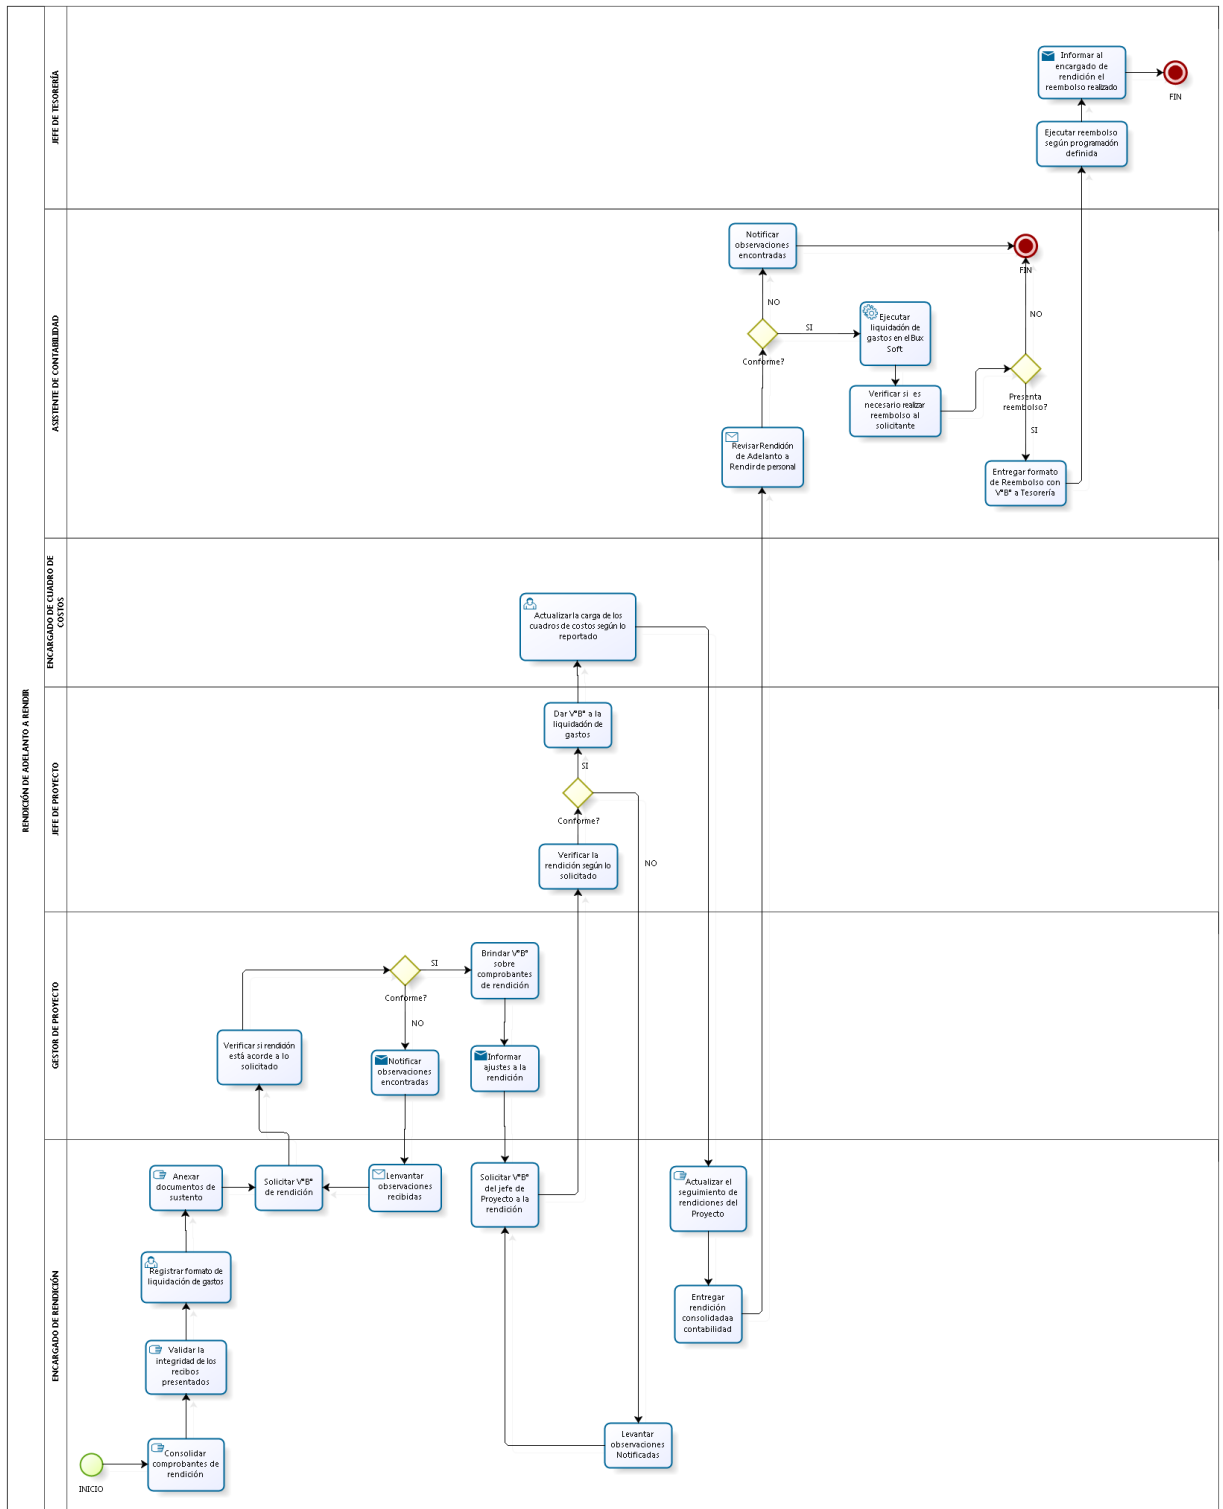 RENDICIÓN DE ADELANTO A RENDIR
JEFE DE TESORERÍA
Informar al
encargado de
rendición el
reembolso realizado
FIN
Ejecutar reembolso
según programación
definida
ASISTENTE DE CONTABILIDAD
Notificar
observaciones
encontradas
FIN
NO
NO
Ejecutar
liquidación de
gastos en el Bux
Soft
SI
Conforme?
Verificar si es
necesario realizar
reembolso al
solicitante
Presenta
reembolso?
SI
Revisar Rendición
de Adelanto a
Rendir de personal
Entregar formato
de Reembolso con
V°B° a Tesorería
ENCARGADO DE CUADRO DE
COSTOS
Actualizar la carga de los
cuadros de costos según lo
reportado
JEFE DE PROYECTO
Dar V°B° a la
liquidación de
gastos
SI
Conforme?
Verificar la
rendición según lo
solicitado
NO
GESTOR DE PROYECTO
Brindar V°B°
sobre
comprobantes
de rendición
SI
Conforme?
NO
Verificar si rendición
está acorde a lo
solicitado
Notificar
observaciones
encontradas
Informar
ajustes a la
rendición
ENCARGADO DE RENDICIÓN
Anexar
documentos de
sustento
Solicitar V°B°
de rendición
Lenvantar
observaciones
recibidas
Solicitar V°B°
del jefe de
Proyecto a la
rendición
Actualizar el
seguimiento de
rendiciones del
Proyecto
Registrar formato de
liquidación de gastos
Entregar
rendición
consolidadaa
contabilidad
Validar la
integridad de los
recibos
presentados
Levantar
observaciones
Notificadas
Consolidar
comprobantes de
rendición
INICIO